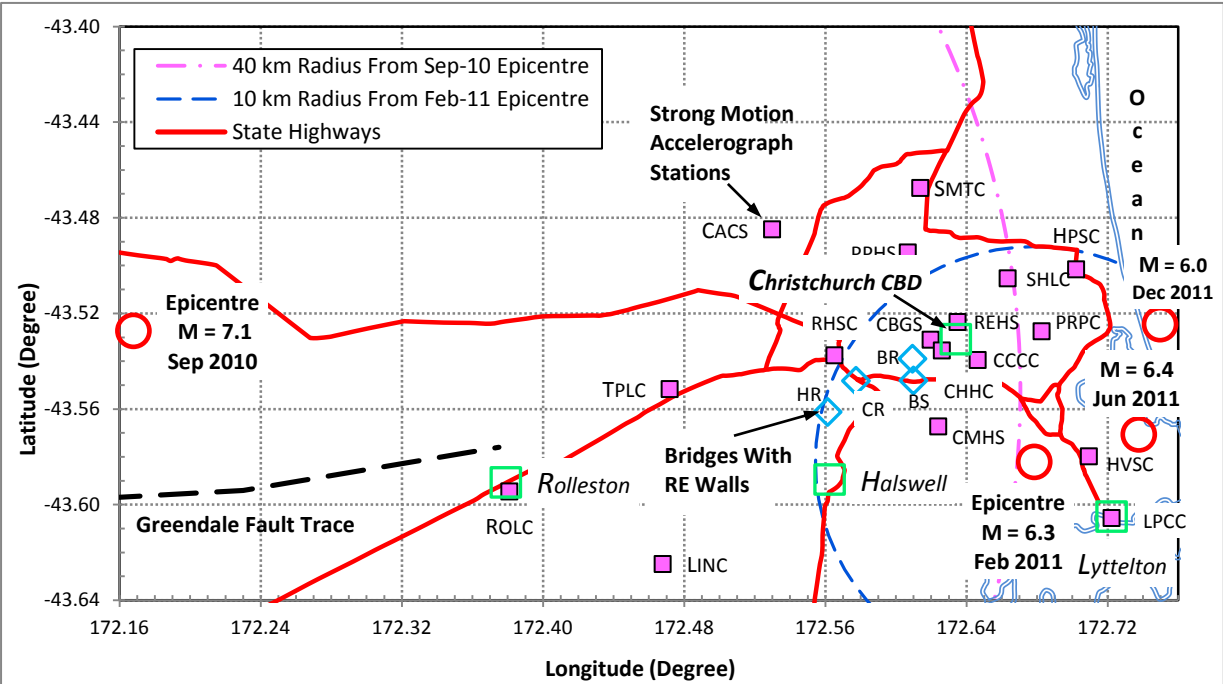 -43.40
-43.44
-43.48
-43.52
-43.56
-43.60
-43.64
Latitude (Degree)
40 km Radius From Sep-10 Epicentre
10 km Radius From Feb-11 Epicentre
State Highways
Strong Motion
Accelerograph
Stations
Ocean
SMTC
CACS
HPSC
PPHS
SHLC
M = 6.0
Dec 2011
Christchurch CBD
Epicentre
M = 7.1
Sep 2010
RHSC
CBGS
REHS
PRPC
BR
CCCC
TPLC
HR
CR
BS
CHHC
M = 6.4
Jun 2011
CMHS
Bridges With
RE Walls
HVSC
Rolleston
Halswell
Greendale Fault Trace
ROLC
Epicentre
M = 6.3
Feb 2011
LPCC
LINC
Lyttelton
172.16
172.24
172.32
172.40
172.48
172.56
172.64
172.72
Longitude (Degree)